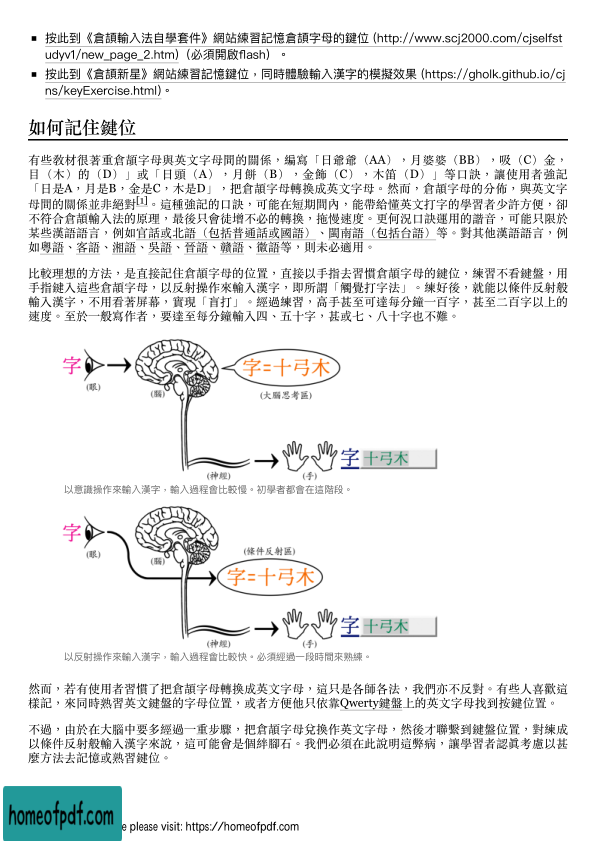 ▪ 按此到《倉頡輸入法自學套件》網站練習記憶倉頡字母的鍵位 (http://www.scj2000.com/cjselfst
udyv1/new_page_2.htm)（必須開啟flash）。
▪ 按此到《倉頡新星》網站練習記憶鍵位，同時體驗輸入漢字的模擬效果 (https://gholk.github.io/cj
ns/keyExercise.html)。
如何記住鍵位
有些教材很著重倉頡字母與英文字母間的關係，編寫「日爺爺（AA），月婆婆（BB），吸（C）金，
目（木）的（D）」或「日頭（A），月餅（B），金飾（C），木笛（D）」等口訣，讓使用者強記
「日是A，月是B，金是C，木是D」，把倉頡字母轉換成英文字母。然而，倉頡字母的分佈，與英文字
母間的關係並非絕對[1]。這種強記的口訣，可能在短期間內，能帶給懂英文打字的學習者少許方便，卻
不符合倉頡輸入法的原理，最後只會徒增不必的轉換，拖慢速度。更何況口訣運用的諧音，可能只限於
某些漢語語言，例如官話或北語（包括普通話或國語）、閩南語（包括台語）等。對其他漢語語言，例
如粵語、客語、湘語、吳語、晉語、贛語、徽語等，則未必適用。
比較理想的方法，是直接記住倉頡字母的位置，直接以手指去習慣倉頡字母的鍵位，練習不看鍵盤，用
手指鍵入這些倉頡字母，以反射操作來輸入漢字，即所謂「觸覺打字法」。練好後，就能以條件反射般
輸入漢字，不用看著屏幕，實現「盲打」。經過練習，高手甚至可達每分鐘一百字，甚至二百字以上的
速度。至於一般寫作者，要達至每分鐘輸入四、五十字，甚或七、八十字也不難。
字
(眼)
(腦)
字=十弓木
(大腦思考區)
(神經)
(手)
字 十弓木
以意識操作來輸入漢字，輸入過程會比較慢。初學者都會在這階段。
字
(眼)
(腦)
(條件反射區)
字=十弓木
(神經)
(手)
字 十弓木
以反射操作來輸入漢字，輸入過程會比較快。必須經過一段時間來熟練。
然而，若有使用者習慣了把倉頡字母轉換成英文字母，這只是各師各法，我們亦不反對。有些人喜歡這
樣記，來同時熟習英文鍵盤的字母位置，或者方便他只依靠Qwerty鍵盤上的英文字母找到按鍵位置。
不過，由於在大腦中要多經過一重步驟，把倉頡字母兌換作英文字母，然後才聯繫到鍵盤位置，對練成
以條件反射般輸入漢字來說，這可能會是個絆腳石。我們必須在此說明這弊病，讓學習者認真考慮以甚
麼方法去記憶或熟習鍵位。
homeofpdf.com
e please visit: https://homeofpdf.com